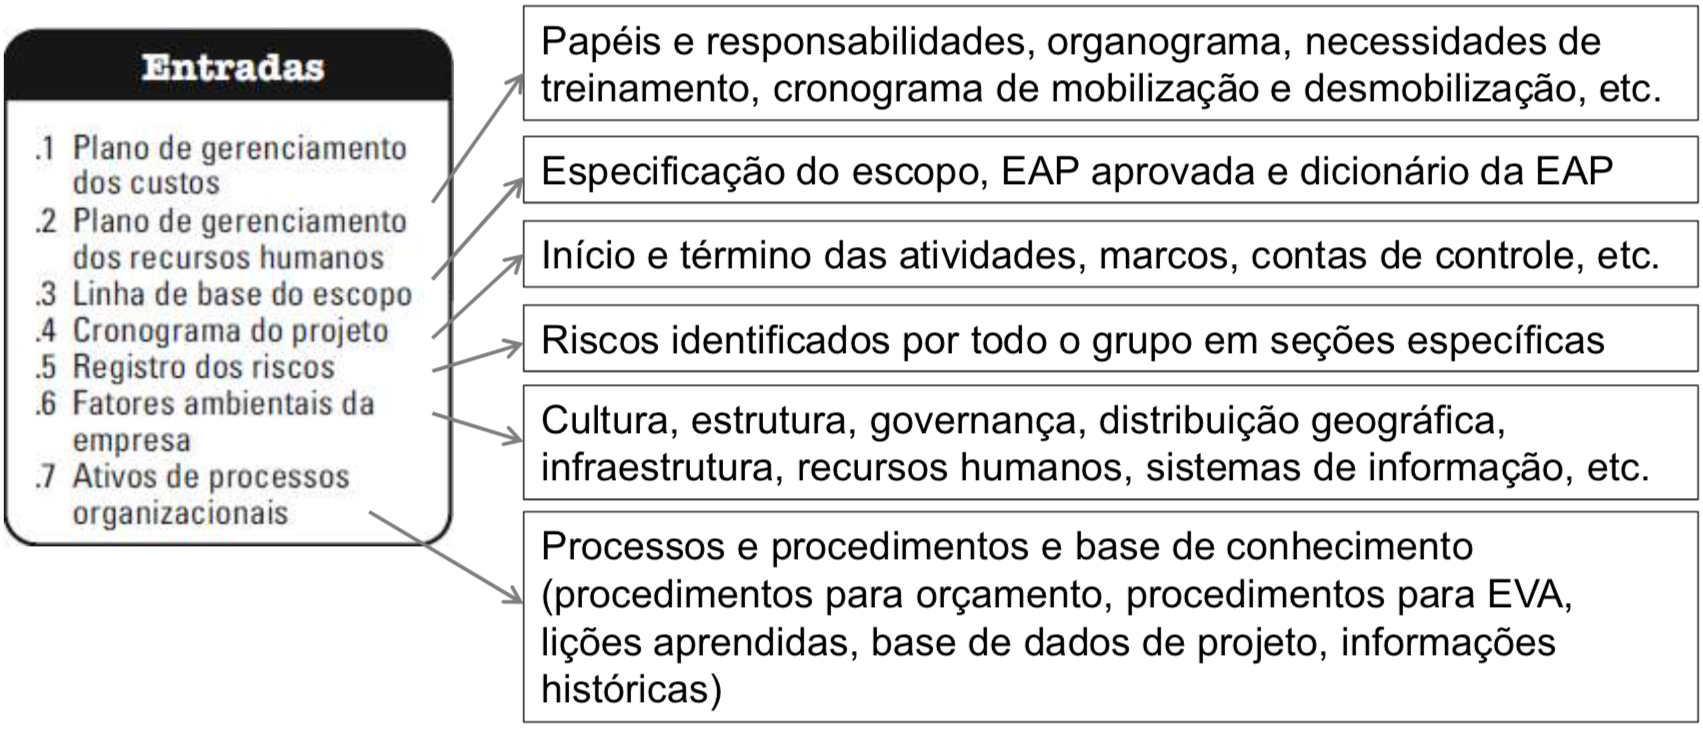 Entradas
.1 Plano de gerenciamento
dos custos
.2 Plano de gerenciamento
dos recursos humanos
.3 Linha de base do escopo
.4 Cronograma do projeto
.5 Registro dos riscos
.6 Fatores ambientais da
empresa
.7 Ativos de processos
organizacionais
Papéis e responsabilidades, organograma, necessidades de
treinamento, cronograma de mobilização e desmobilização, etc.
Especificação do escopo, EAP aprovada e dicionário da EAP
Início e término das atividades, marcos, contas de controle, etc.
Riscos identificados por todo o grupo em seções específicas
Cultura, estrutura, governança, distribuição geográfica,
infraestrutura, recursos humanos, sistemas de informação, etc.
Processos e procedimentos e base de conhecimento
(procedimentos para orçamento, procedimentos para EVA,
lições aprendidas, base de dados de projeto, informações
históricas)